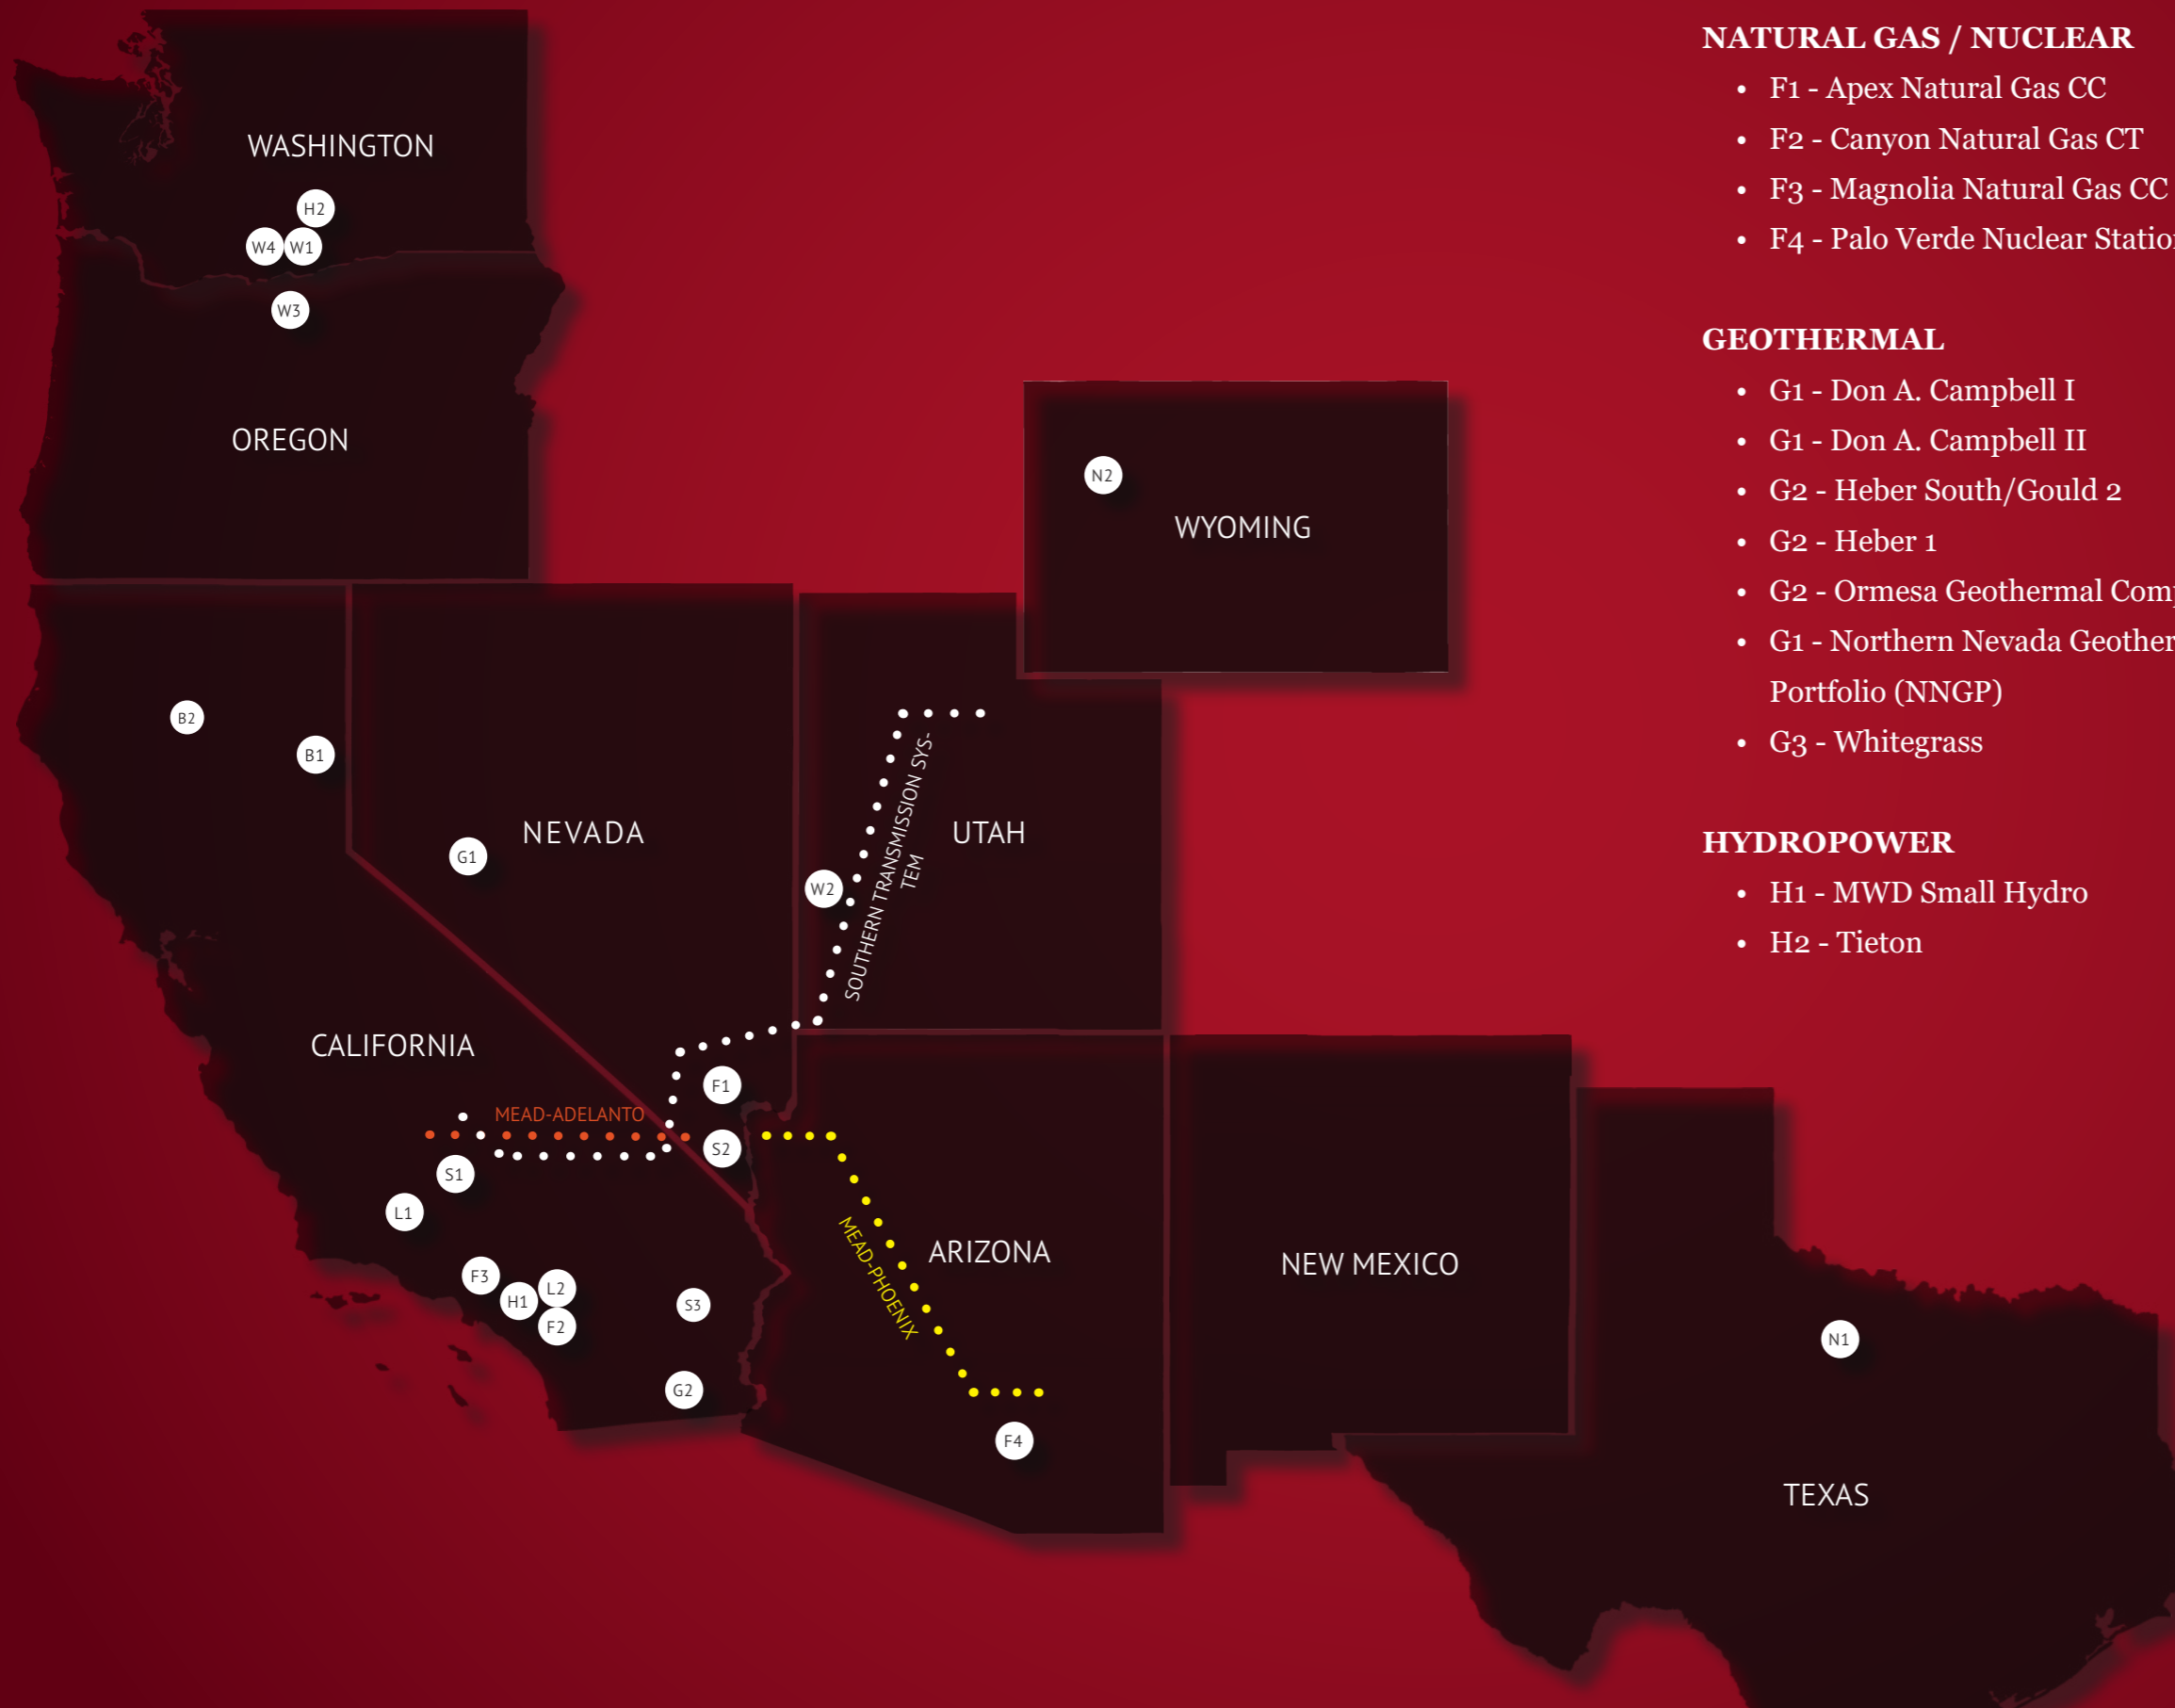 WASHINGTON
H2
W4
W1
W3
OREGON
N2
WYOMING
B2
B1
NEVADA
G1
UTAH
W2
SOUTHERN TRANSMISSION SYS-
TEM
CALIFORNIA
F1
MEAD-ADELANTO
S2
S1
L1
MEAD-PHOENIX
ARIZONA
NEW MEXICO
F3
L2
H1
F2
S3
G2
F4
N1
TEXAS
NATURAL GAS / NUCLEAR
• F1 - Apex Natural Gas CC
• F2 - Canyon Natural Gas CT
• F3 - Magnolia Natural Gas CC
• F4 - Palo Verde Nuclear
GEOTHERMAL
• G1 - Don A. Campbell I
• G1 - Don A. Campbell II
• G2 - Heber South/Gould 2
• G2 - Heber 1
• G2 - Ormesa Geothermal
• G1 - Northern Nevada
Portfolio (NNGP)
• G3 - Whitegrass
HYDROPOWER
• H1 - MWD Small Hydro
• H2 - Tieton